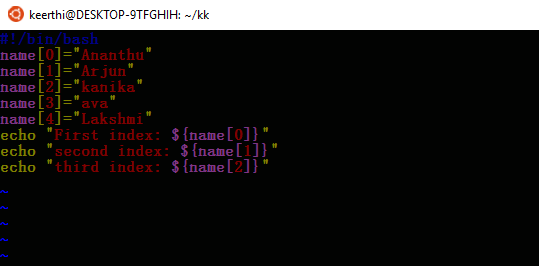 keerthi@DESKTOP-9TFGHIH: ~/kk
#!/bin/bash
name[0]="Ananthu"
name[1]="Arjun"
name[2]="kanika"
name[3]="ava"
name[4]="Lakshmi"
echo "First index: ${name[0]}"
echo "second index: ${name[1]}"
echo "third index: ${name[2]}"
~
~
~
~
~